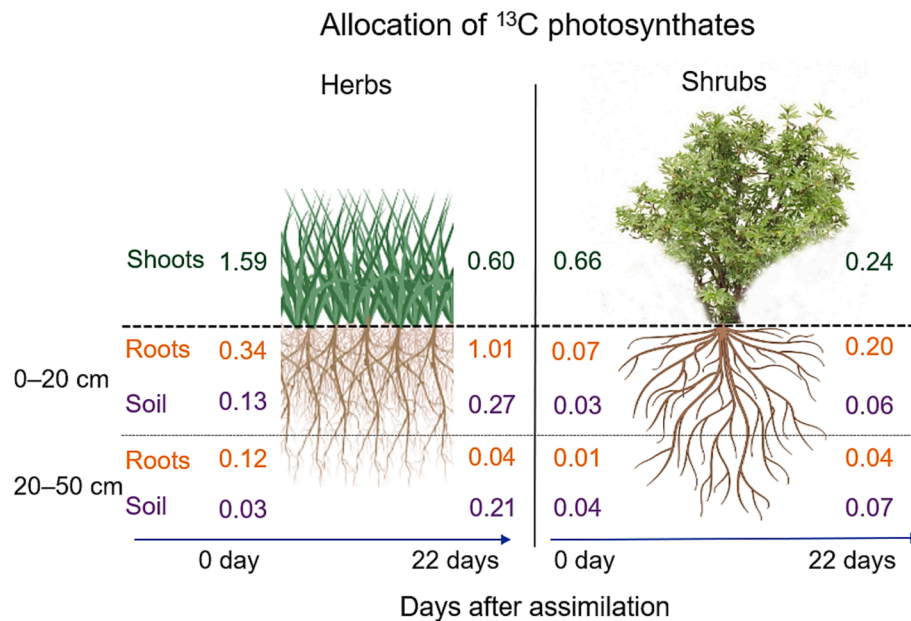 Allocation of ¹³C photosynthates
Herbs Shrubs
Shoots 1.59 0.60 0.66 0.24
0–20 cm
Roots 0.34 1.01 0.07 0.20
Soil 0.13 0.27 0.03 0.06
20–50 cm
Roots 0.12 0.04 0.01 0.04
Soil 0.03 0.21 0.04 0.07
0 day 22 days 0 day 22 days
Days after assimilation